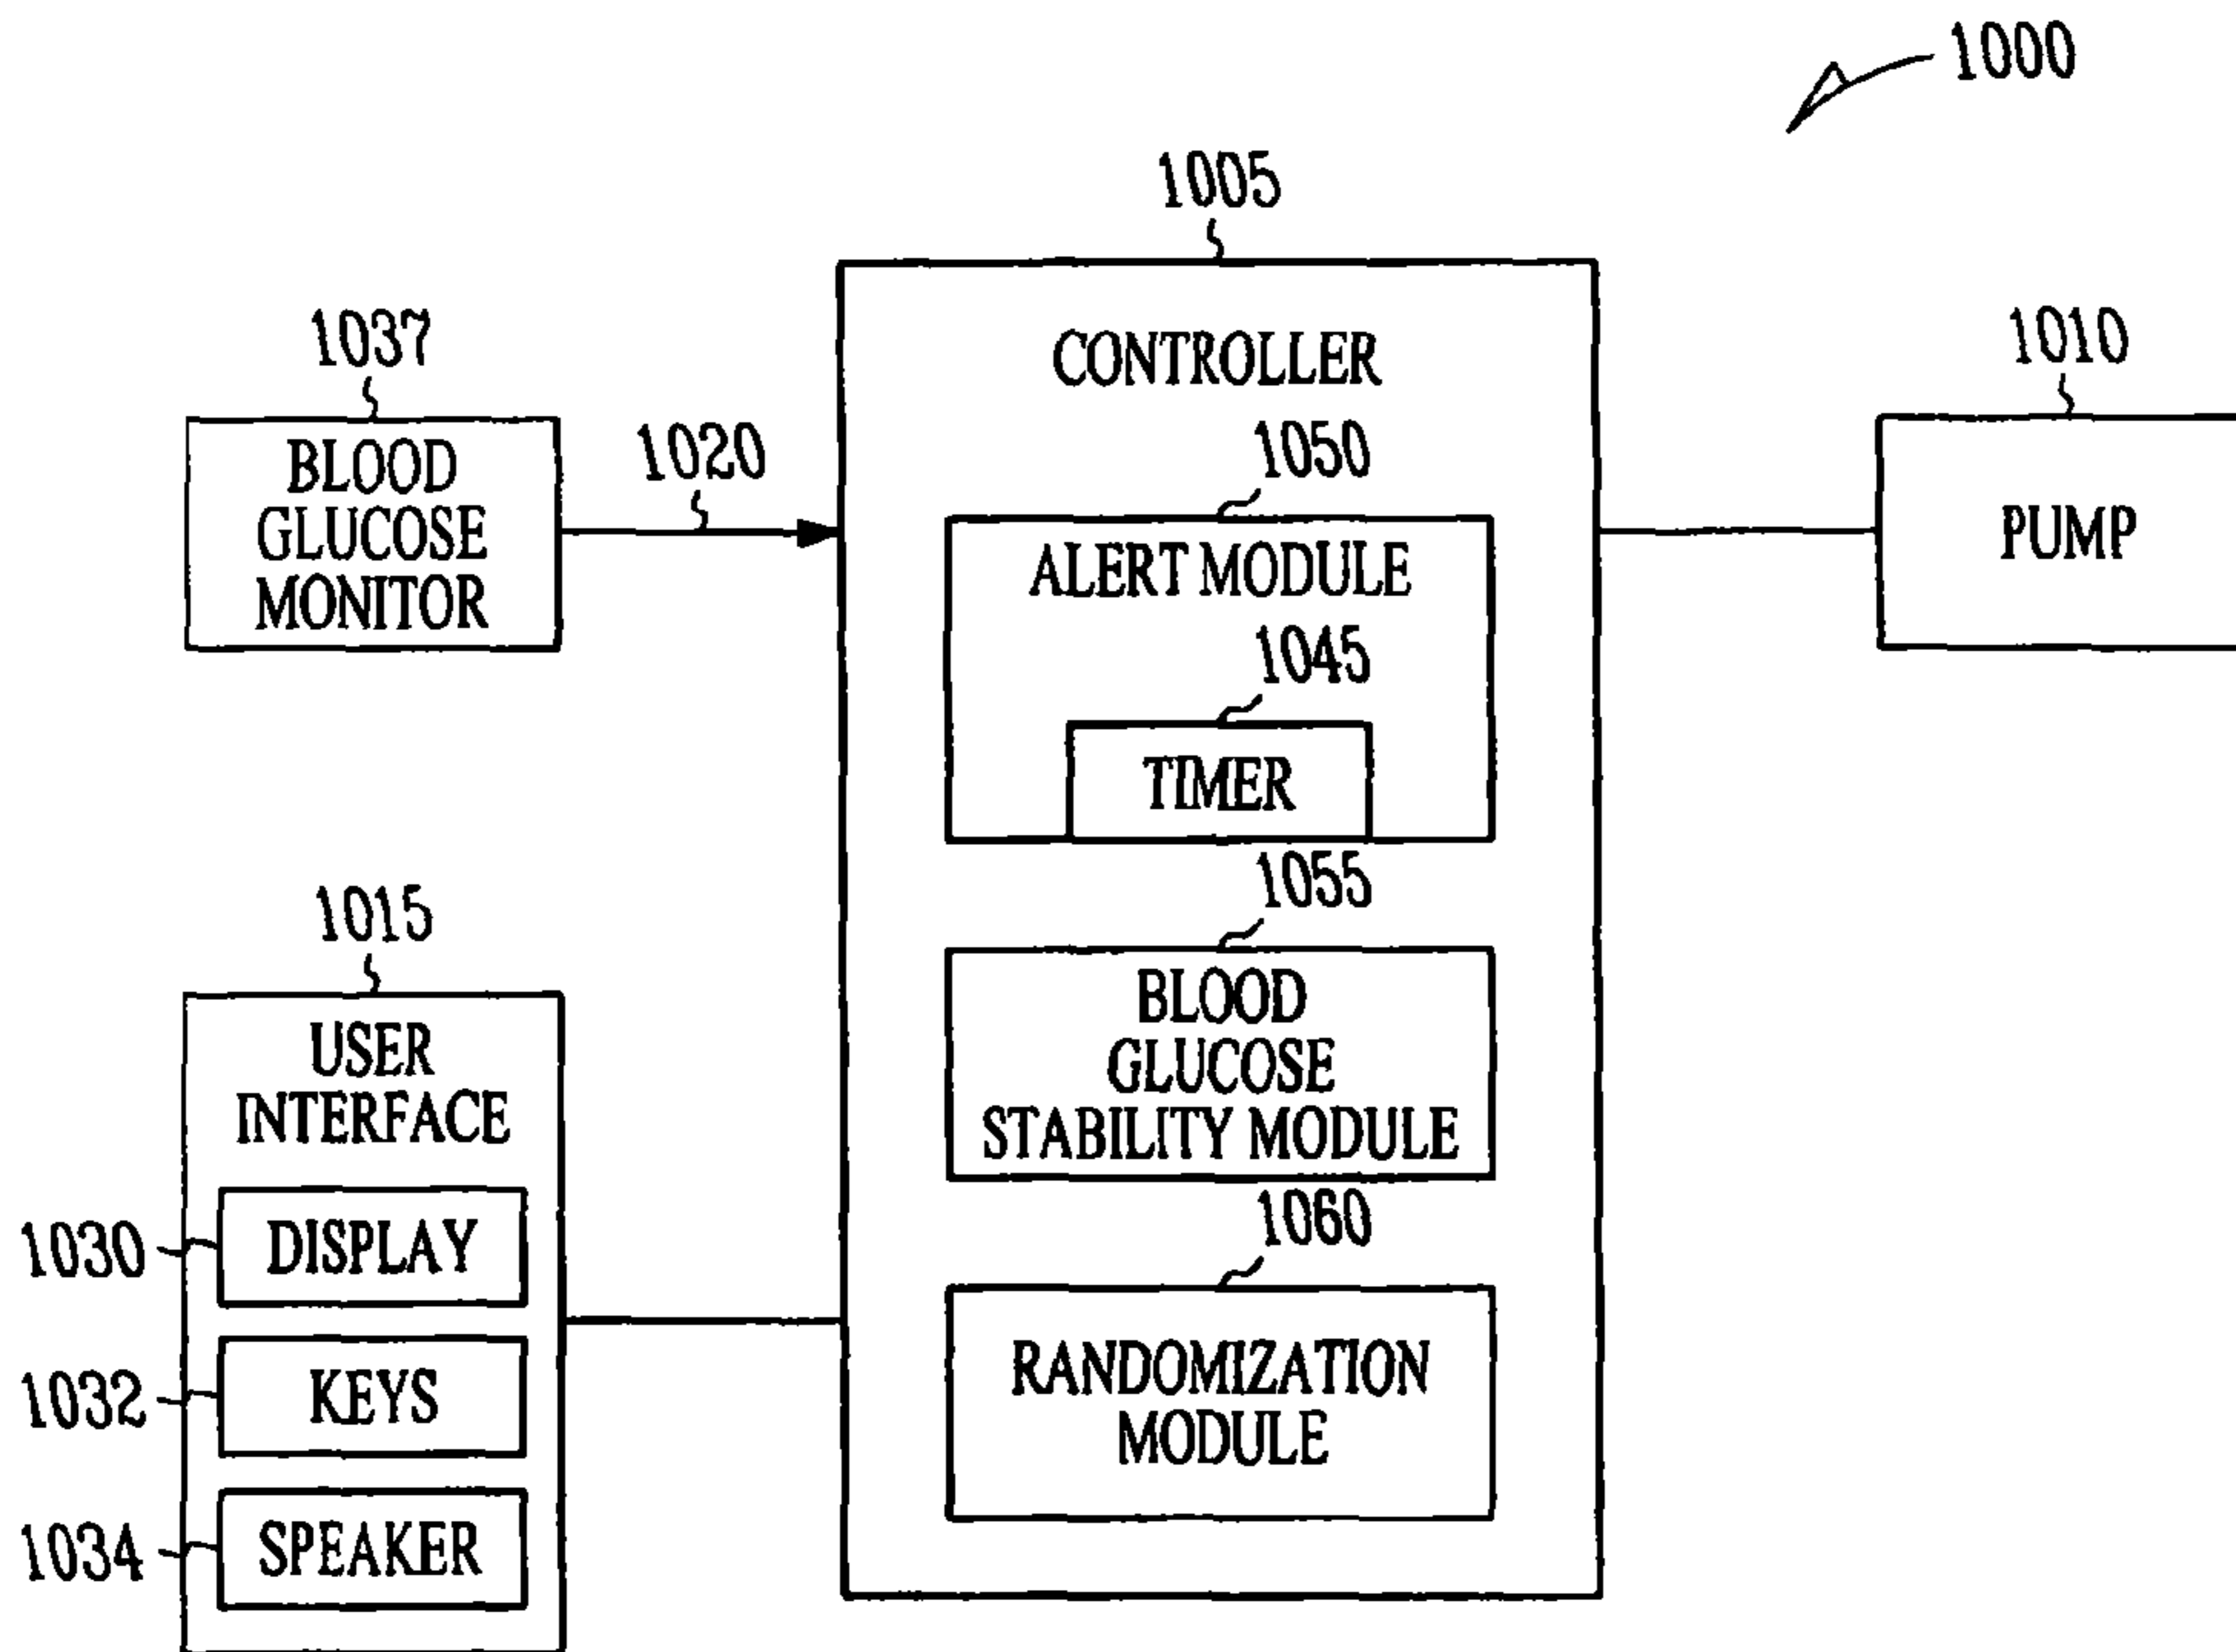 1000
1005
1037
1010
BLOOD
GLUCOSE
MONITOR
1020
CONTROLLER
1050
ALERT MODULE
1045
TIMER
PUMP
1055
BLOOD
GLUCOSE
STABILITY MODULE
1060
RANDOMIZATION
MODULE
1015
USER
INTERFACE
1030
DISPLAY
1032
KEYS
1034
SPEAKER